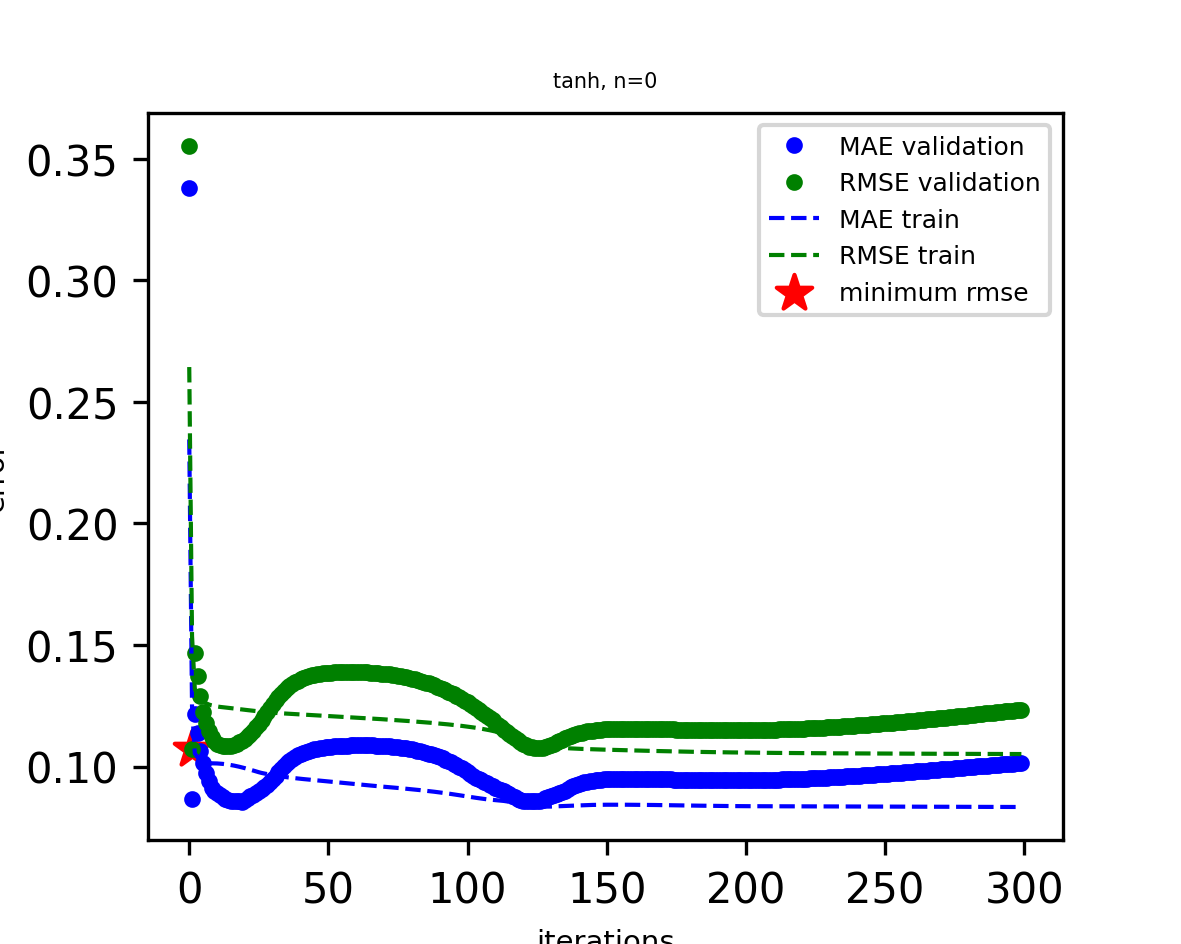 tanh, n=0
0.35
0.30
0.25
0.20
0.15
0.10
MAE validation
RMSE validation
MAE train
RMSE train
minimum rmse
0 50 100 150 200 250 300
iterations